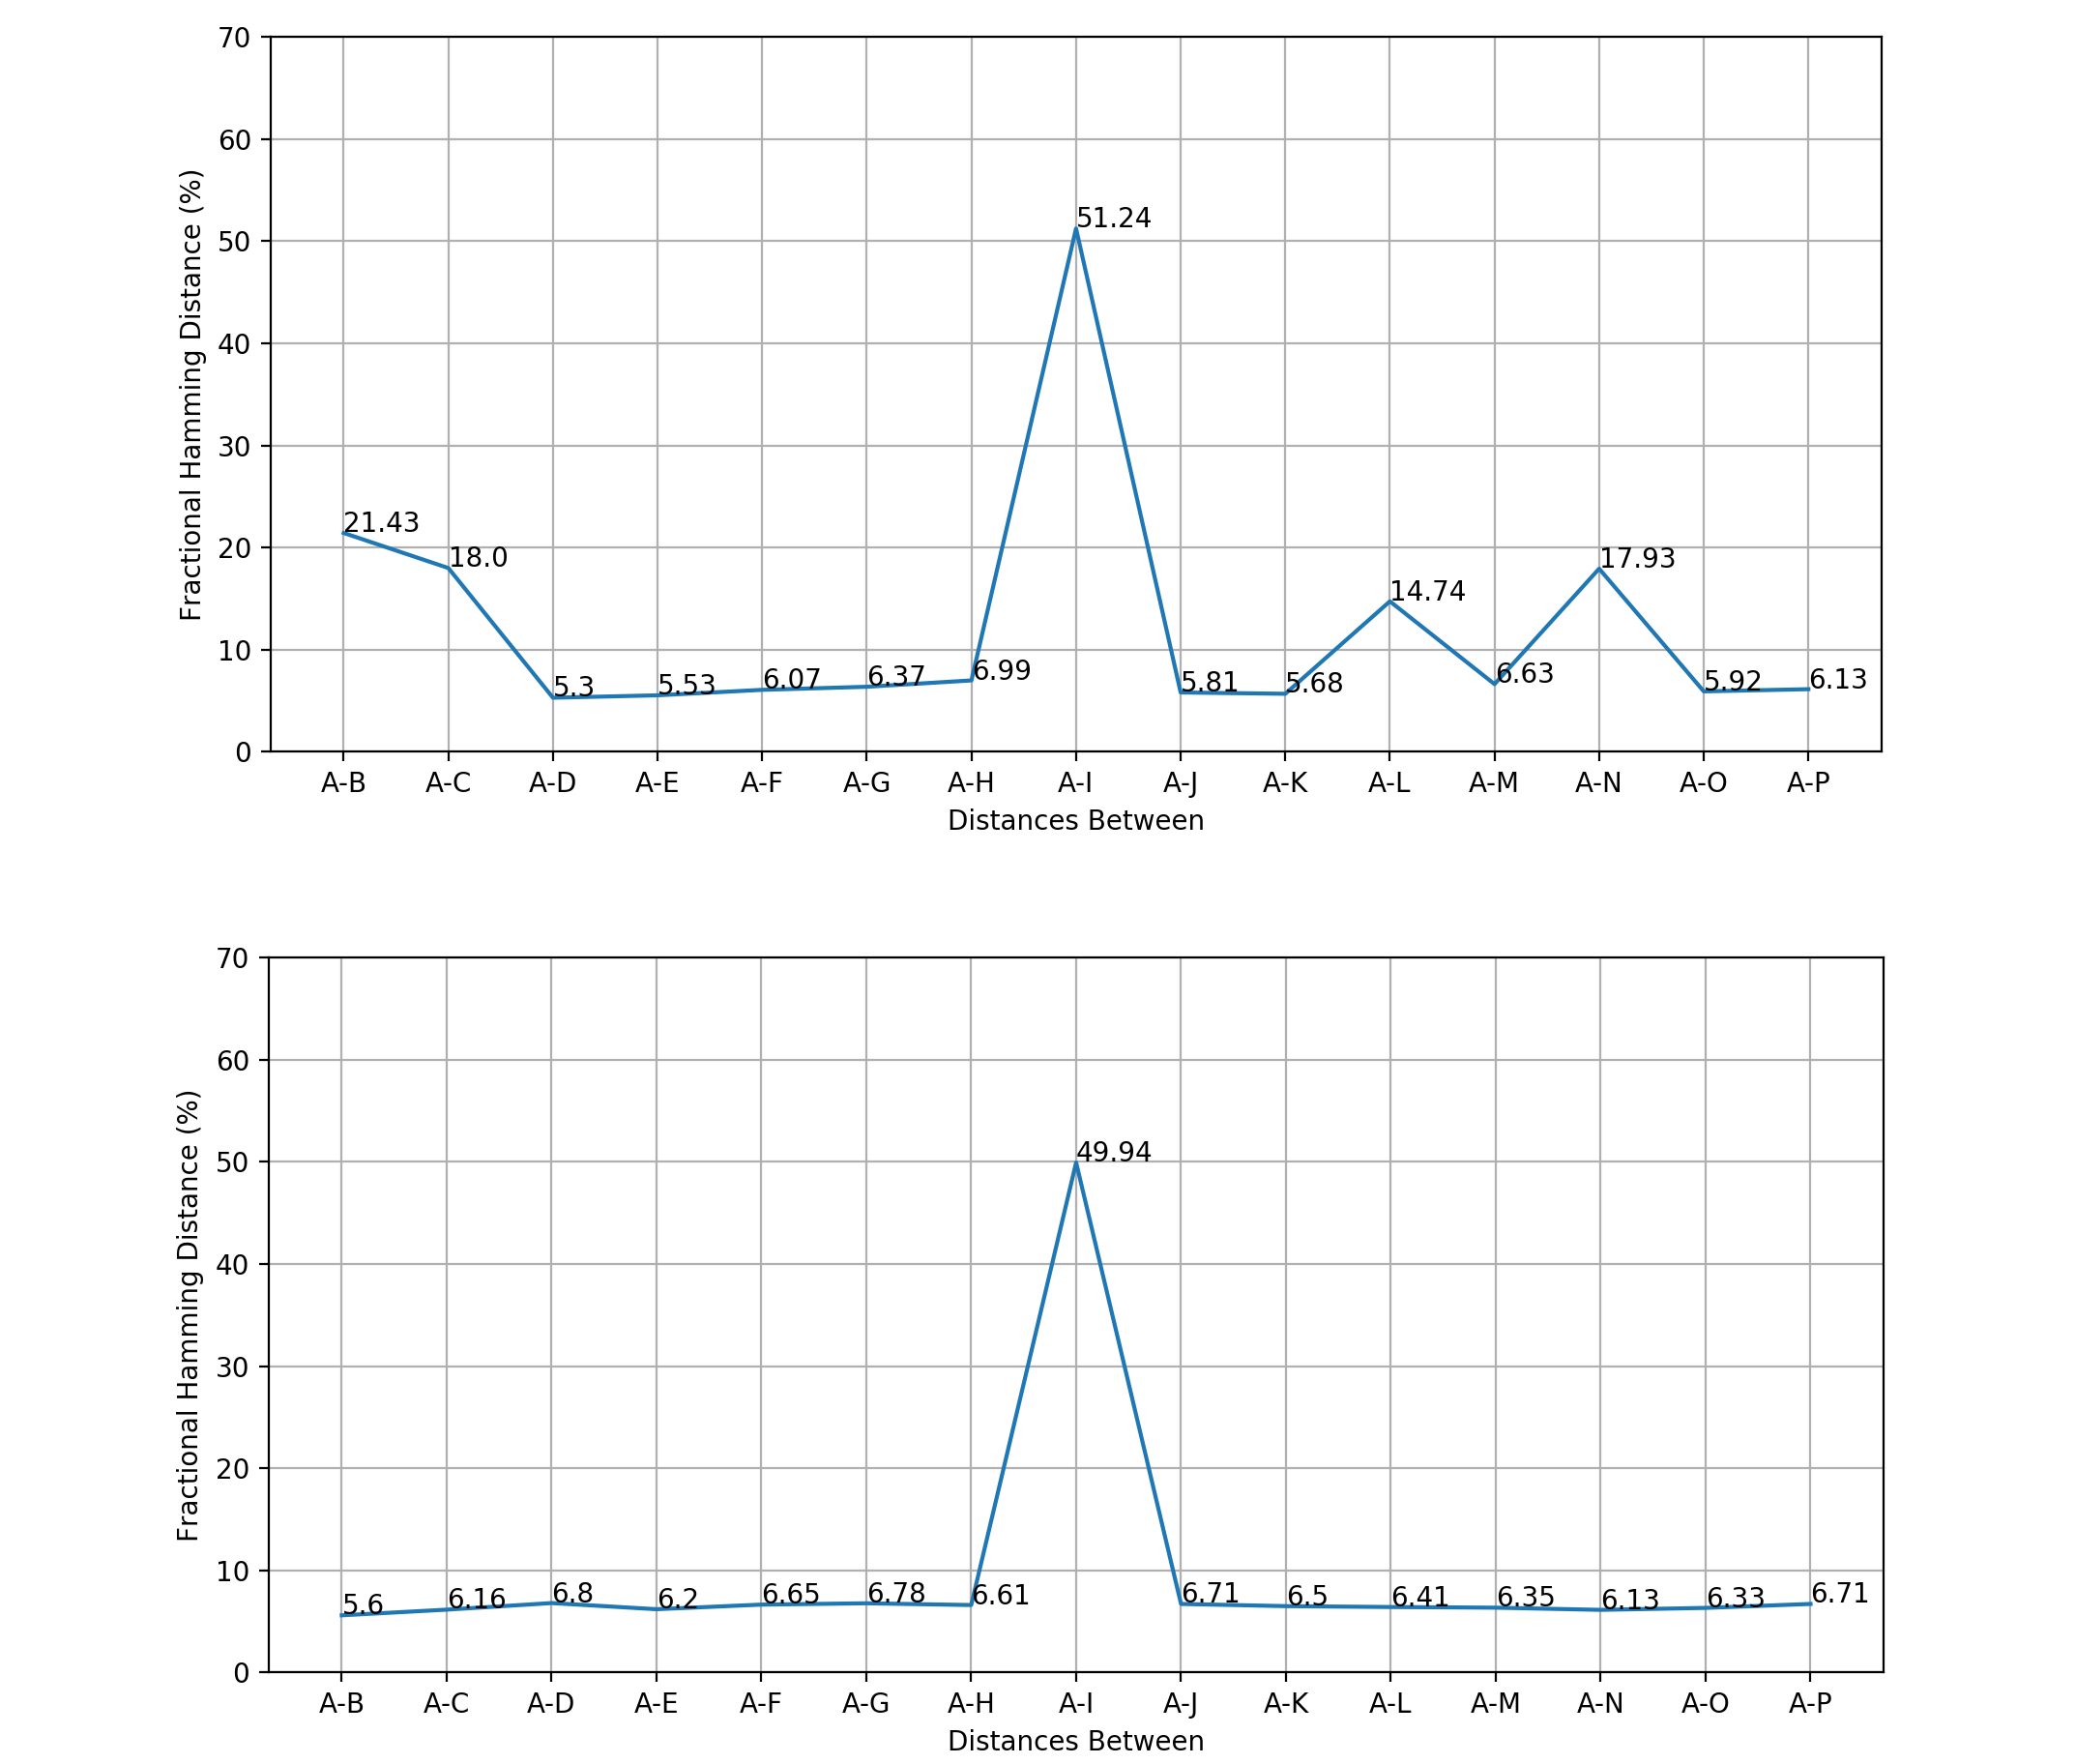 70
60
50
40
30
20
10
0
Fractional Hamming Distance (%)
21.43 18.0 5.3 5.53 6.07 6.37 6.99 51.24 5.81 5.68 14.74 6.63 17.93 5.92 6.13
A-B A-C A-D A-E A-F A-G A-H A-I A-J A-K A-L A-M A-N A-O A-P
Distances Between
70
60
50
40
30
20
10
0
Fractional Hamming Distance (%)
5.6 6.16 6.8 6.2 6.65 6.78 6.61 49.94 6.71 6.5 6.41 6.35 6.13 6.33 6.71
A-B A-C A-D A-E A-F A-G A-H A-I A-J A-K A-L A-M A-N A-O A-P
Distances Between